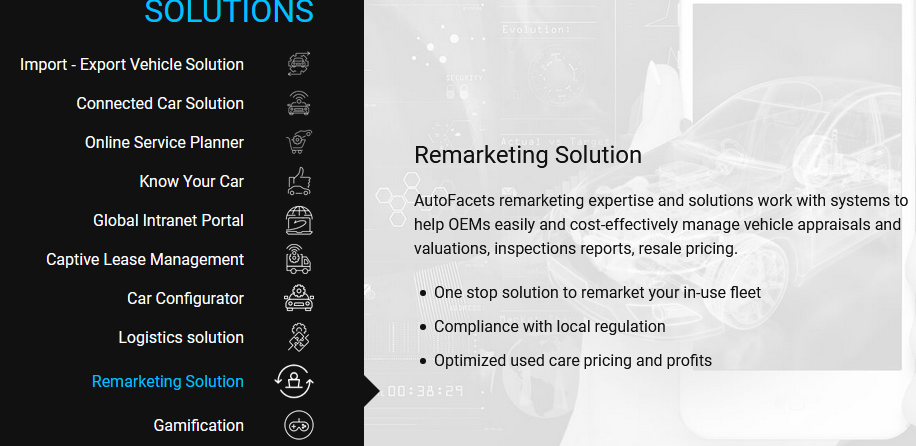 SOLUTIONS
Import - Export Vehicle Solution
Connected Car Solution
Online Service Planner
Know Your Car
Global Intranet Portal
Captive Lease Management
Car Configurator
Logistics solution
Remarketing Solution
Gamification
Evolution:
Actual
Remarketing Solution
AutoFacets remarketing expertise and solutions work with systems to
help OEMs easily and cost-effectively manage vehicle appraisals and
valuations, inspections reports, resale pricing.
One stop solution to remarket your in-use fleet
Compliance with local regulation
Optimized used care pricing and profits
00:38:29